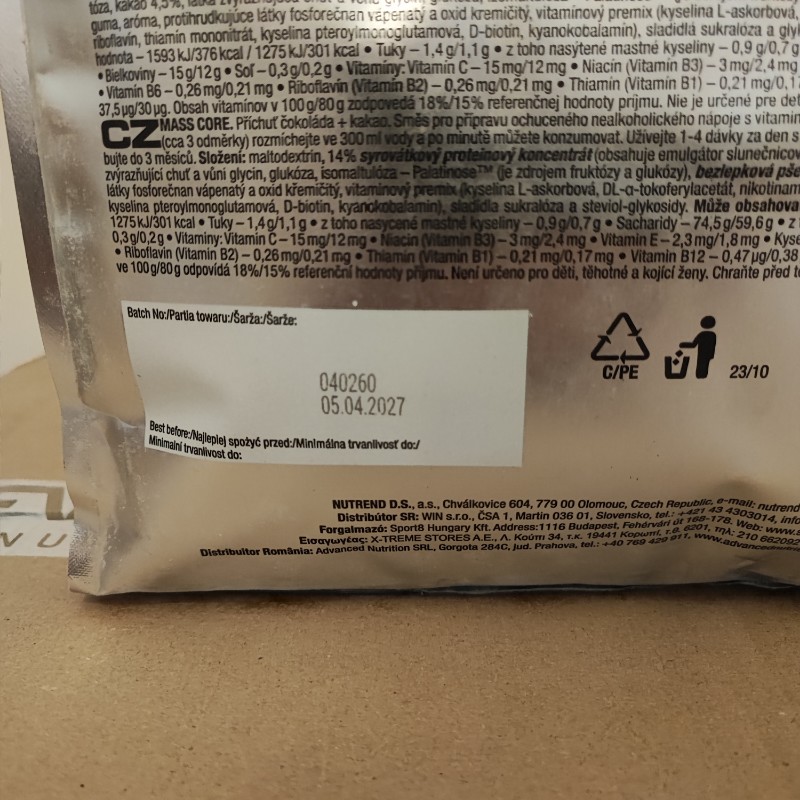 tóza, kakao 4,5%, látka
guma, aróma, protihrudkujúce látky fosforečnan vápenatý a oxid kremičitý, vitamínový premix (kyselina L-askorbová,
riboflavín, thiamín mononitrát, kyselina pteroylmonoglutamová, D-biotín, kyanokobalamín), sladidlá sukralóza a
hodnota – 1593 kJ/376 kcal / 1275 kJ/301 kcal • Tuky – 1,4 g/1,1 g • z toho nasýtené mastné kyseliny – 0,9 g/0,7
• Bielkoviny – 15 g/12 g • Soľ – 0,3 g/0,2 g • Vitamíny: Vitamín C – 15 mg/12 mg • Niacín (Vitamín B3) – 3 mg/2,4 mg
• Vitamín B6 – 0,26 mg/0,21 mg • Riboflavín (Vitamín B2) – 0,26 mg/0,21 mg • Thiamín (Vitamín B1) – 0,21 mg/0,17
37,5 µg/30 µg. Obsah vitamínov v 100 g/80 g zodpovedá 18%/15% referenčnej hodnoty príjmu. Nie je určené pre
CZ MASS CORE. Příchuť čokoláda + kakao. Směs pro přípravu ochuceného nealkoholického nápoje s
(cca 3 odměrky) rozmíchejte ve 300 ml vody a po minutě můžete konzumovat. Užívejte 1-4 dávky za den s
bujte do 3 měsíců. Složení: maltodextrin, 14% syrovátkový proteinový koncentrát (obsahuje emulgátor
zvýrazňující chuť a vůni glycin, glukóza, isomaltulóza – Palatinose™ (je zdrojem fruktózy a glukózy), bezlepková
látky fosforečnan vápenatý a oxid křemičitý, vitamínový premix (kyselina L-askorbová, DL-α-tokoferylacetát,
kyselina pteroylmonoglutamová, D-biotin, kyanokobalamin), sladidla sukralóza a steviol-glykosidy. Může
1275 kJ/301 kcal • Tuky – 1,4 g/1,1 g • z toho nasycené mastné kyseliny – 0,9 g/0,7 g • Sacharidy – 74,5 g/59,6 g • z
0,3 g/0,2 g • Vitaminy: Vitamin C – 15 mg/12 mg • Niacin (Vitamin B3) – 3 mg/2,4 mg • Vitamin E – 2,3 mg/1,8 mg •
• Riboflavin (Vitamin B2) – 0,26 mg/0,21 mg • Thiamin (Vitamin B1) – 0,21 mg/0,17 mg • Vitamin B12 – 0,47 µg/0,38
ve 100 g/80 g odpovídá 18%/15% referenční hodnoty příjmu. Není určeno pro děti, těhotné a kojící ženy. Chraňte před
Batch No:/Partia towaru:/Šarža:/Šarže:
040260
05.04.2027
Best before:/Najlepiej spożyć przed:/Minimálna trvanlivosť do:/
Minimalní trvanlivost do:
C/PE
23/10
NUTREND D.S., a.s., Chválkovice 604, 779 00 Olomouc, Czech Republic. e-mail: nutrend
Distribútor SR: WIN s.r.o., ČSA 1, Martin 036 01, Slovensko, tel.: +421 43 4303014,
Forgalmazó: Sport8 Hungary Kft. Address:1116 Budapest, Fehérvári út 168-178. Web: www.
Εισαγωγέας: X-TREME STORES A.E., Λ. Κούτη 34, τ.κ. 19441 Κορωπί, τ.θ. 6201, τηλ: 210
Distribuitor România: Advanced Nutrition SRL, Gorgota 284C, jud. Prahova, tel.: +40 769 429 911,